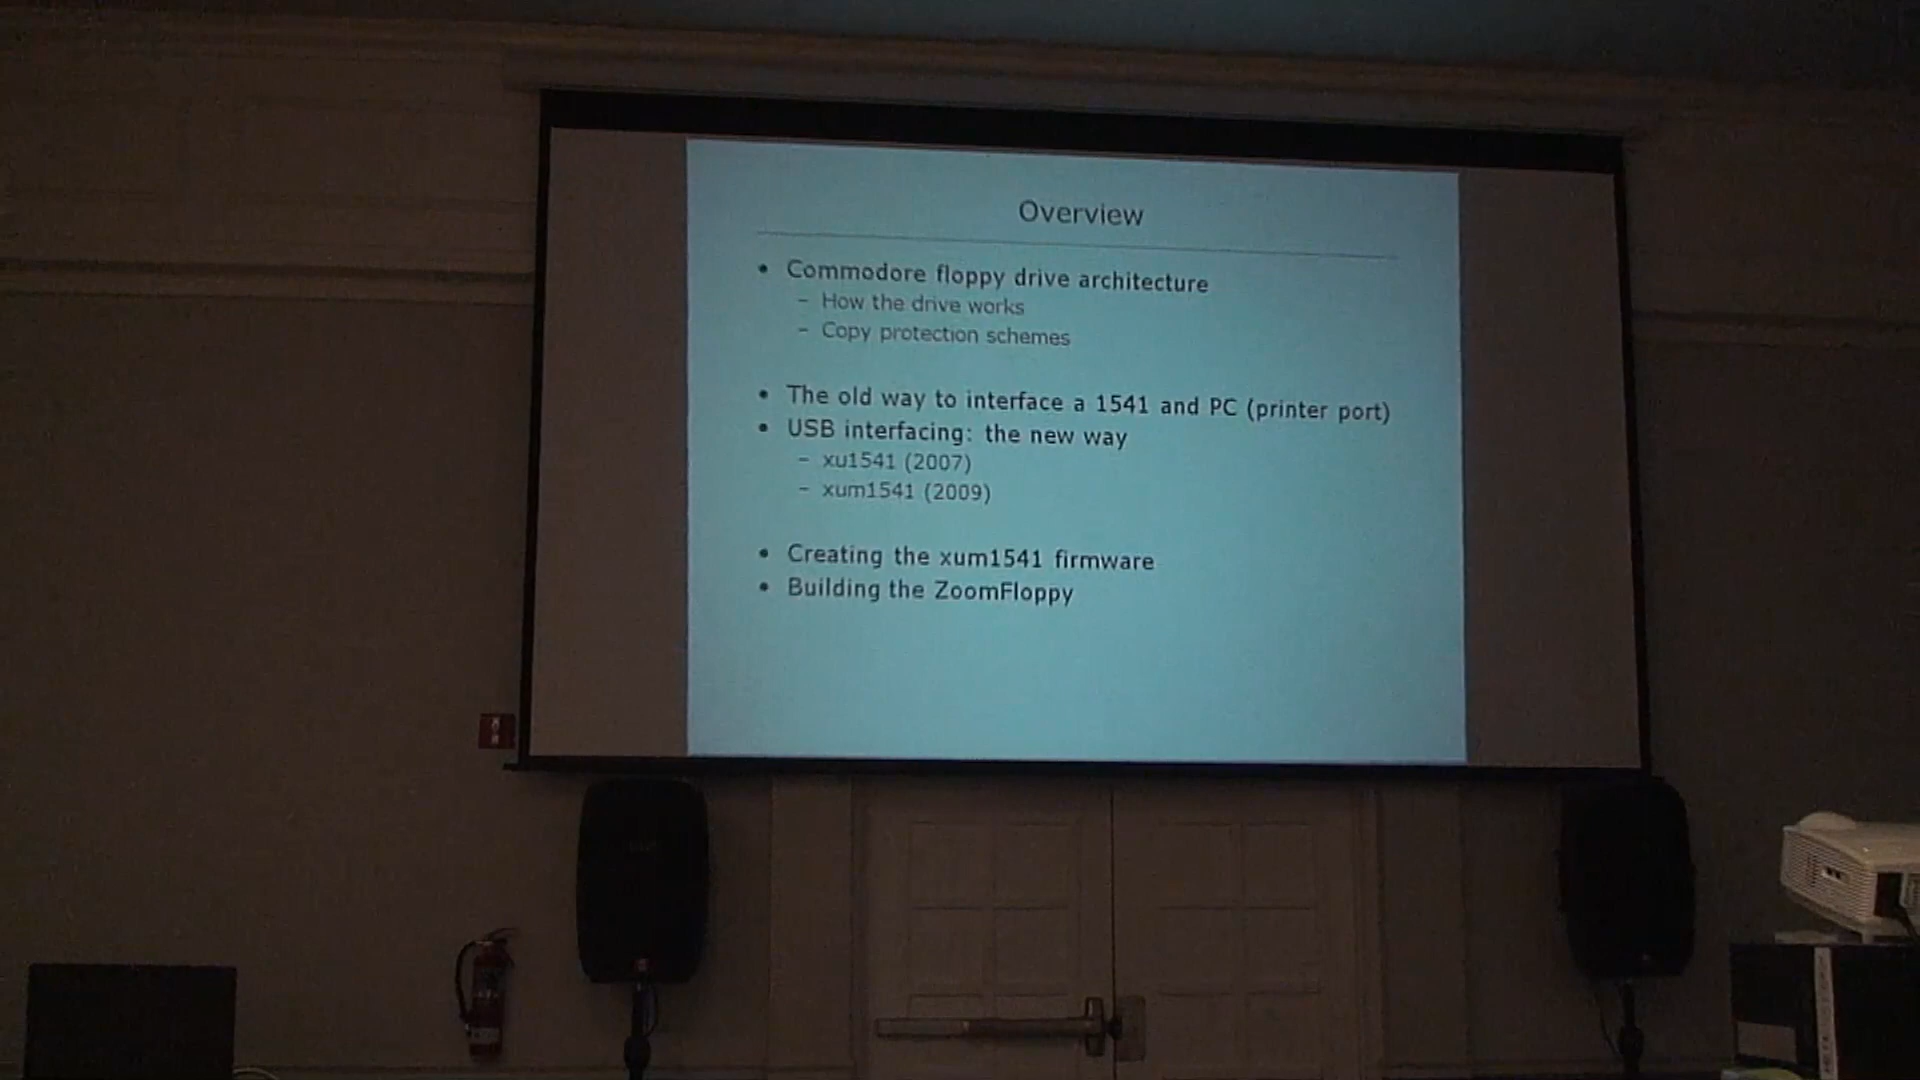 Overview
• Commodore floppy drive architecture
– How the drive works
– Copy protection schemes
• The old way to interface a 1541 and PC (printer port)
• USB interfacing: the new way
– xu1541 (2007)
– xum1541 (2009)
• Creating the xum1541 firmware
• Building the ZoomFloppy